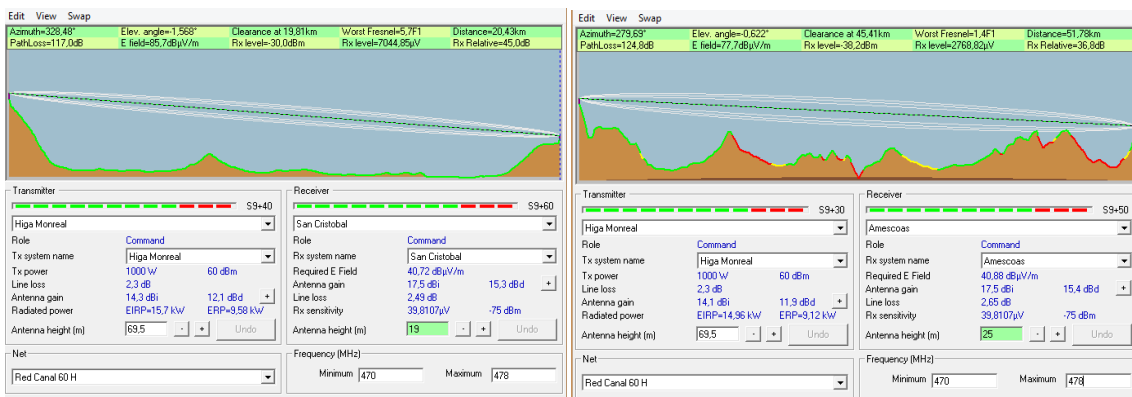 Edit View Swap
Azimuth=328,48° Elev. angle=-1,568° Clearance at 19,81km Worst Fresnel=5,7F1 Distance=20,43km
PathLoss=117,0dB E field=85,7dBµV/m Rx level=-30,0dBm Rx level=7044,85µV Rx Relative=45,0dB
Transmitter
S9+40
Higa Monreal
Role Command
Tx system name Higa Monreal
Tx power 1000 W 60 dBm
Line loss 2,3 dB
Antenna gain 14,3 dBi 12,1 dBd +
Radiated power EIRP=15,7 kW ERP=9,58 kW
Antenna height (m) 69,5 - + Undo
Net
Red Canal 60 H
Receiver
S9+60
San Cristobal
Role Command
Rx system name San Cristobal
Required E Field 40,72 dBµV/m
Antenna gain 17,5 dBi 15,3 dBd +
Line loss 2,49 dB
Rx sensitivity 39,8107µV -75 dBm
Antenna height (m) 19 - + Undo
Frequency (MHz)
Minimum 470 Maximum 478
Edit View Swap
Azimuth=279,69° Elev. angle=-0,622° Clearance at 45,41km Worst Fresnel=1,4F1 Distance=51,78km
PathLoss=124,8dB E field=77,7dBµV/m Rx level=-38,2dBm Rx level=2768,82µV Rx Relative=36,8dB
Transmitter
S9+30
Higa Monreal
Role Command
Tx system name Higa Monreal
Tx power 1000 W 60 dBm
Line loss 2,3 dB
Antenna gain 14,1 dBi 11,9 dBd +
Radiated power EIRP=14,96 kW ERP=9,12 kW
Antenna height (m) 69,5 - + Undo
Net
Red Canal 60 H
Receiver
S9+50
Amescoas
Role Command
Rx system name Amescoas
Required E Field 40,88 dBµV/m
Antenna gain 17,5 dBi 15,4 dBd +
Line loss 2,65 dB
Rx sensitivity 39,8107µV -75 dBm
Antenna height (m) 25 - + Undo
Frequency (MHz)
Minimum 470 Maximum 478